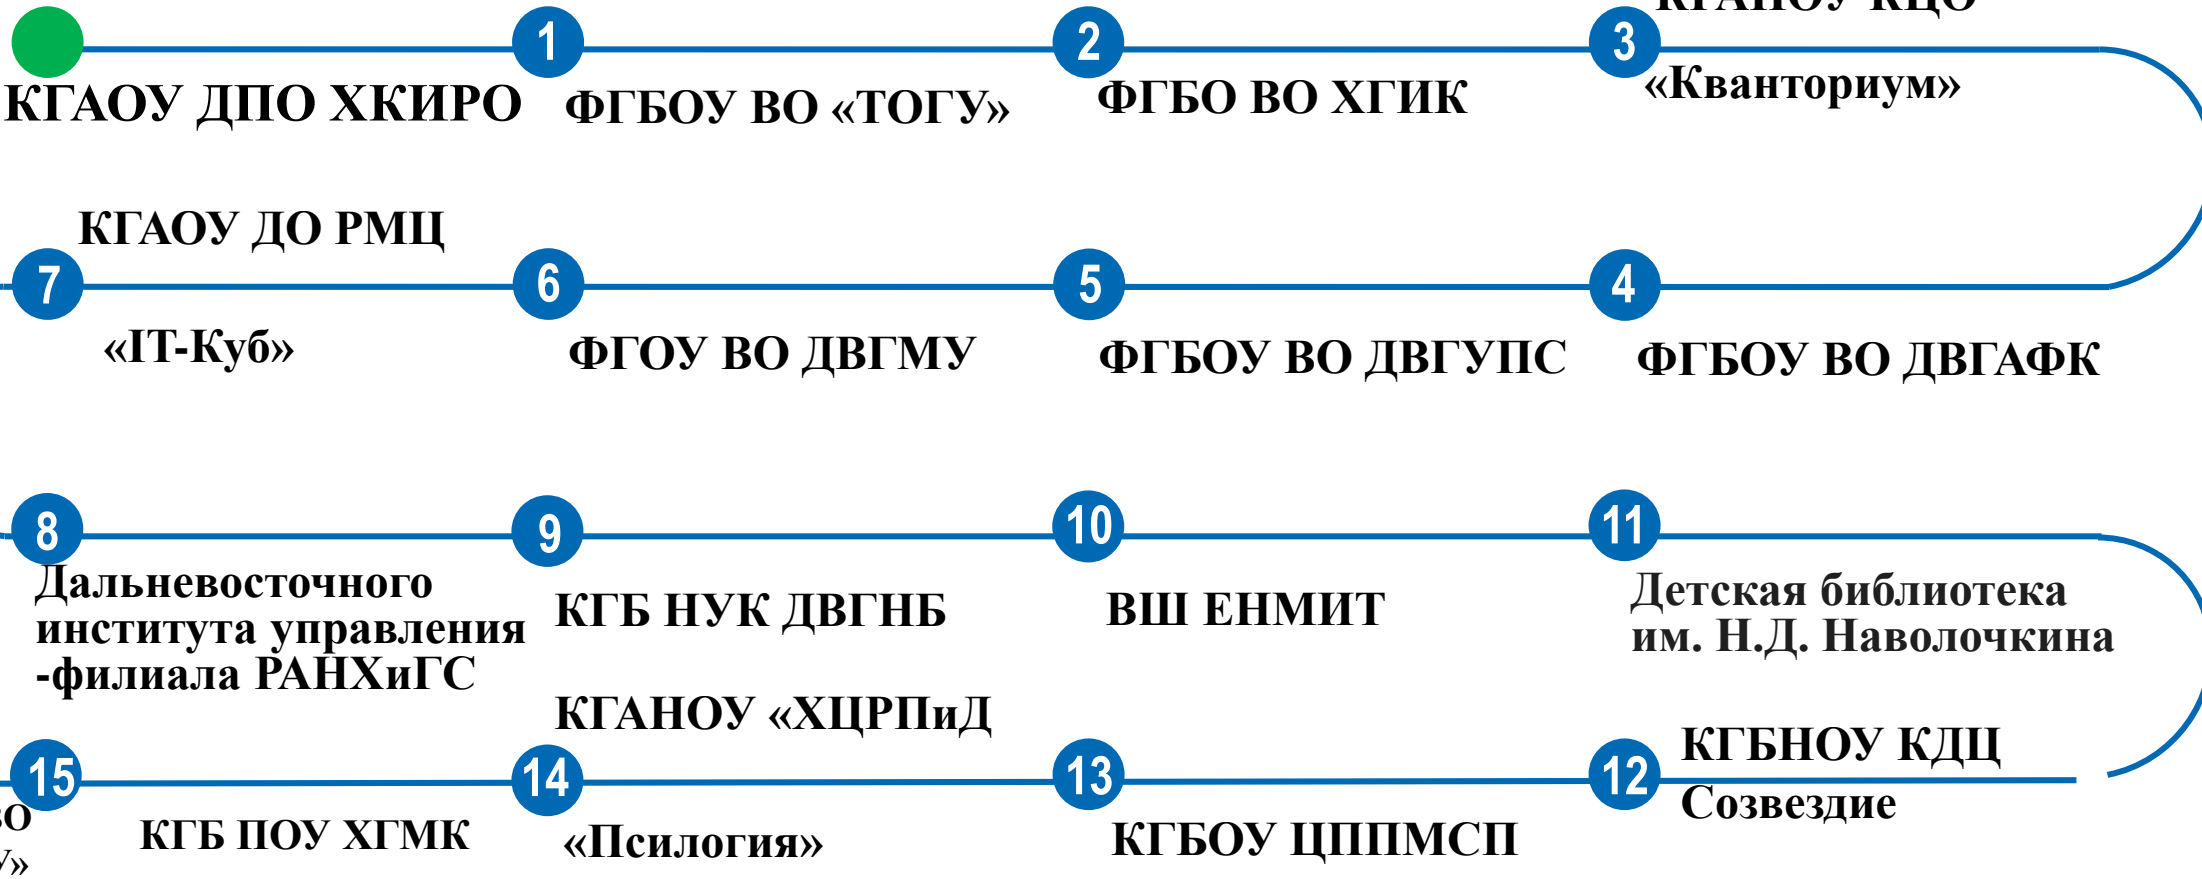 КГАНОУ КЦО
1
2
3
КГАОУ ДПО ХКИРО
ФГБОУ ВО «ТОГУ»
ФГБО ВО ХГИК
«Кванториум»
КГАОУ ДО РМЦ
7
6
5
4
«IT-Куб»
ФГОУ ВО ДВГМУ
ФГБОУ ВО ДВГУПС
ФГБОУ ВО ДВГАФК
8
9
10
11
Дальневосточного
института управления
-филиала РАНХиГС
КГБ НУК ДВГНБ
ВШ ЕНМИТ
Детская библиотека
им. Н.Д. Наволочкина
КГАНОУ «ХЦРПиД
КГБНОУ КДЦ
15
14
13
12
Созвездие
КГБ ПОУ ХГМК
«Псилогия»
КГБОУ ЦППМСП